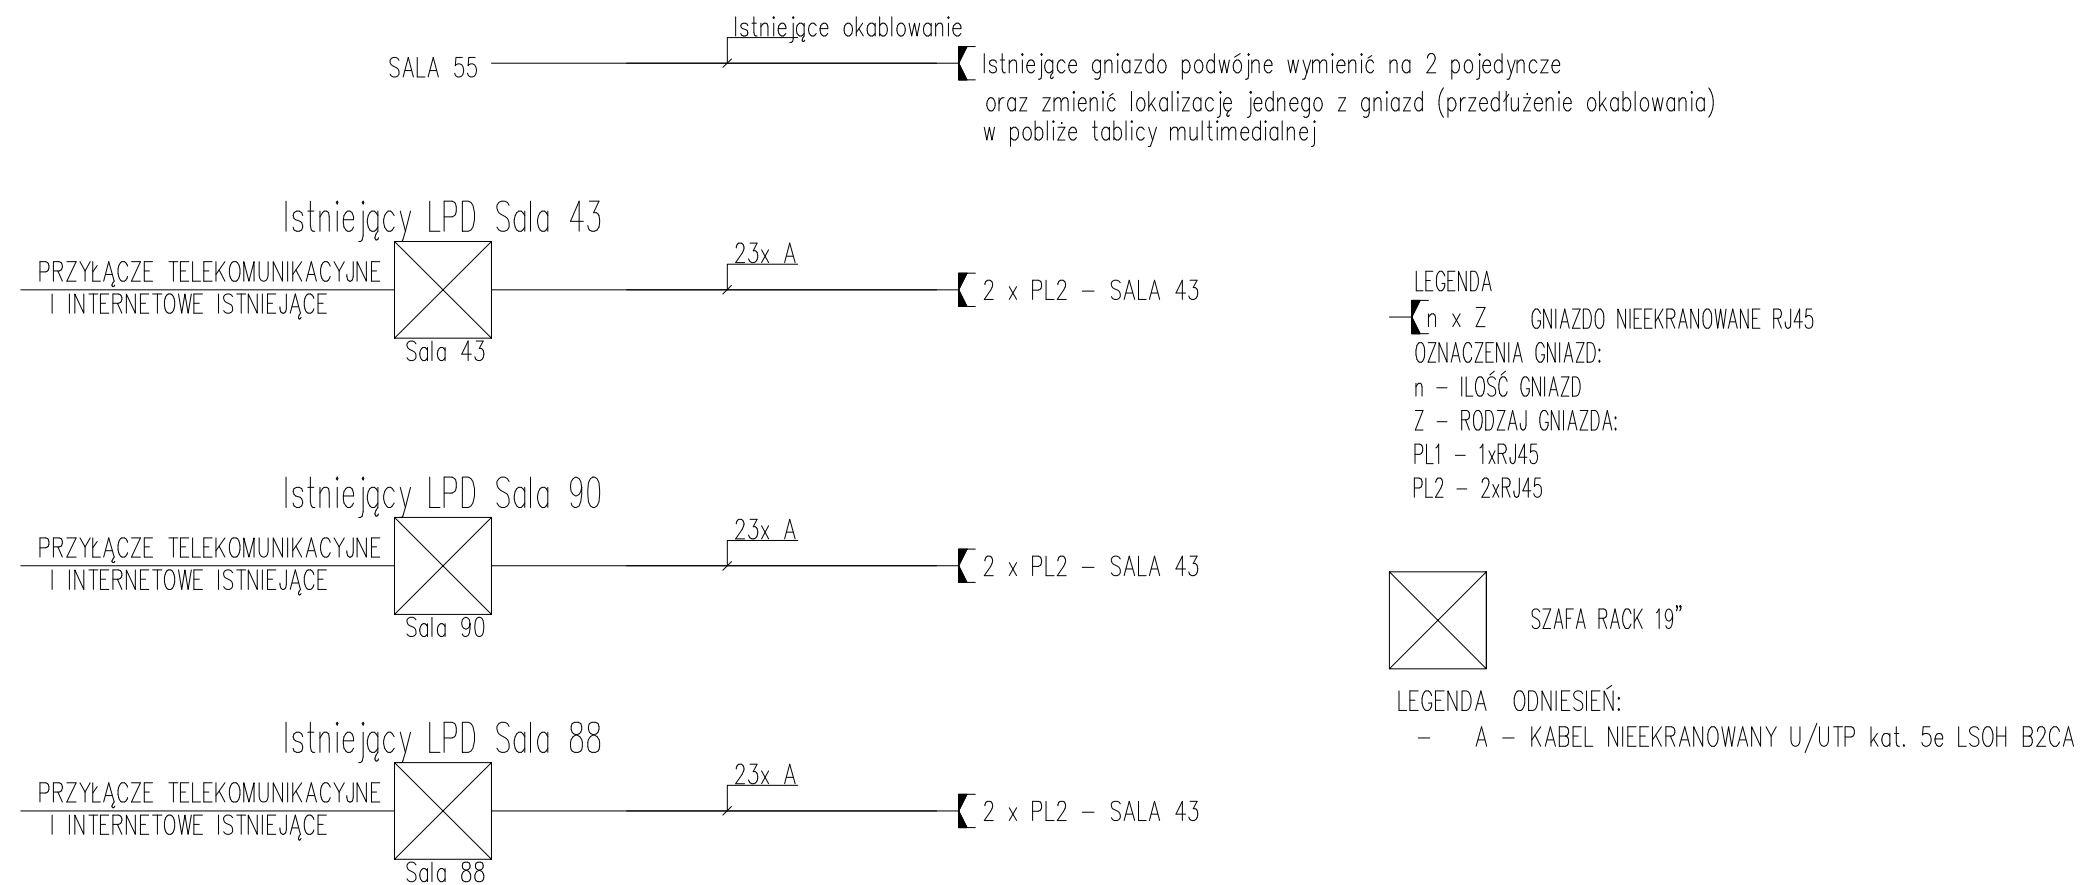 Istniejące okablowanie
SALA 55
Istniejące gniazdo podwójne wymienić na 2 pojedyncze
oraz zmienić lokalizację jednego z gniazd (przedłużenie okablowania)
w pobliże tablicy multimedialnej
Istniejący LPD Sala 43
PRZYŁĄCZE TELEKOMUNIKACYJNE
I INTERNETOWE ISTNIEJĄCE
Sala 43
23x A
2 x PL2 – SALA 43
Istniejący LPD Sala 90
PRZYŁĄCZE TELEKOMUNIKACYJNE
I INTERNETOWE ISTNIEJĄCE
Sala 90
23x A
2 x PL2 – SALA 43
Istniejący LPD Sala 88
PRZYŁĄCZE TELEKOMUNIKACYJNE
I INTERNETOWE ISTNIEJĄCE
Sala 88
23x A
2 x PL2 – SALA 43
LEGENDA
n x Z GNIAZDO NIEEKRANOWANE RJ45
OZNACZENIA GNIAZD:
n – ILOŚĆ GNIAZD
Z – RODZAJ GNIAZDA:
PL1 – 1xRJ45
PL2 – 2xRJ45
SZAFA RACK 19”
LEGENDA ODNIESIEŃ:
– A – KABEL NIEEKRANOWANY U/UTP kat. 5e LSOH B2CA